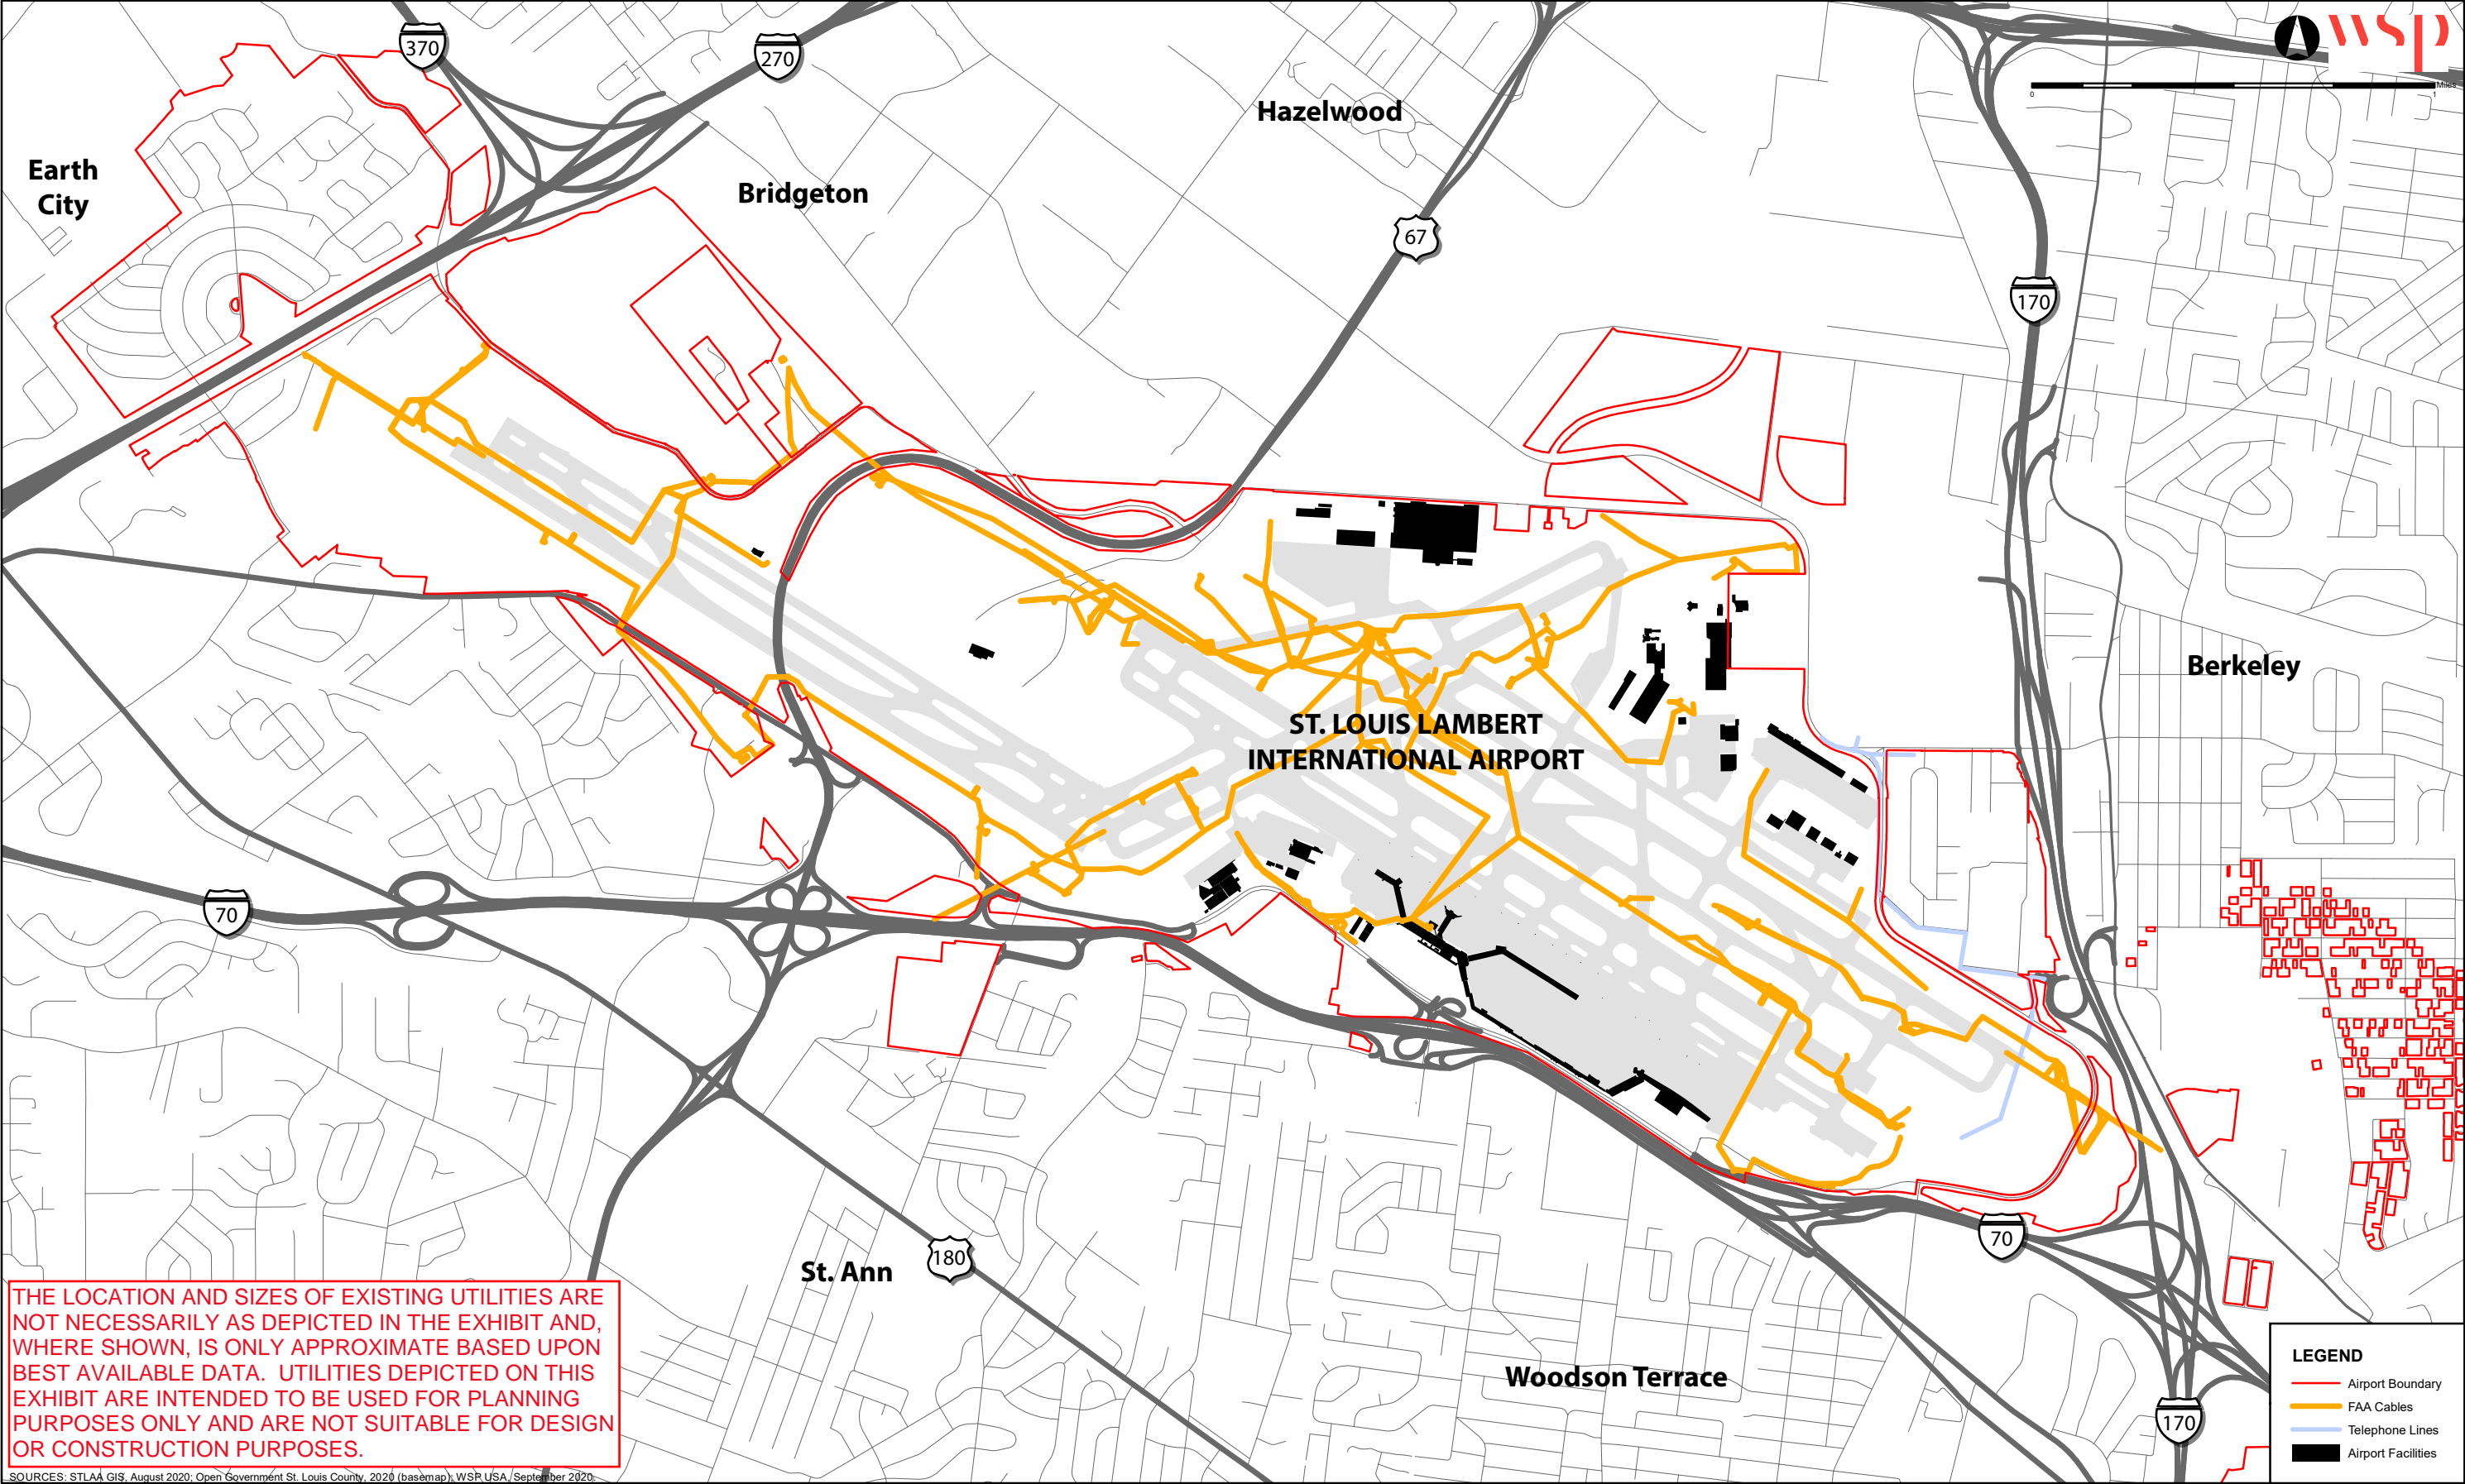 370
270
wsp
Miles
0
1
Hazelwood
Earth
City
Bridgeton
67
170
Berkeley
ST. LOUIS LAMBERT
INTERNATIONAL AIRPORT
70
St. Ann
180
70
Woodson Terrace
170
THE LOCATION AND SIZES OF EXISTING UTILITIES ARE
NOT NECESSARILY AS DEPICTED IN THE EXHIBIT AND,
WHERE SHOWN, IS ONLY APPROXIMATE BASED UPON
BEST AVAILABLE DATA.  UTILITIES DEPICTED ON THIS
EXHIBIT ARE INTENDED TO BE USED FOR PLANNING
PURPOSES ONLY AND ARE NOT SUITABLE FOR DESIGN
OR CONSTRUCTION PURPOSES.
SOURCES: STLAA GIS, August 2020; Open Government St. Louis County, 2020 (basemap); WSP USA, September 2020.
LEGEND
Airport Boundary
FAA Cables
Telephone Lines
Airport Facilities